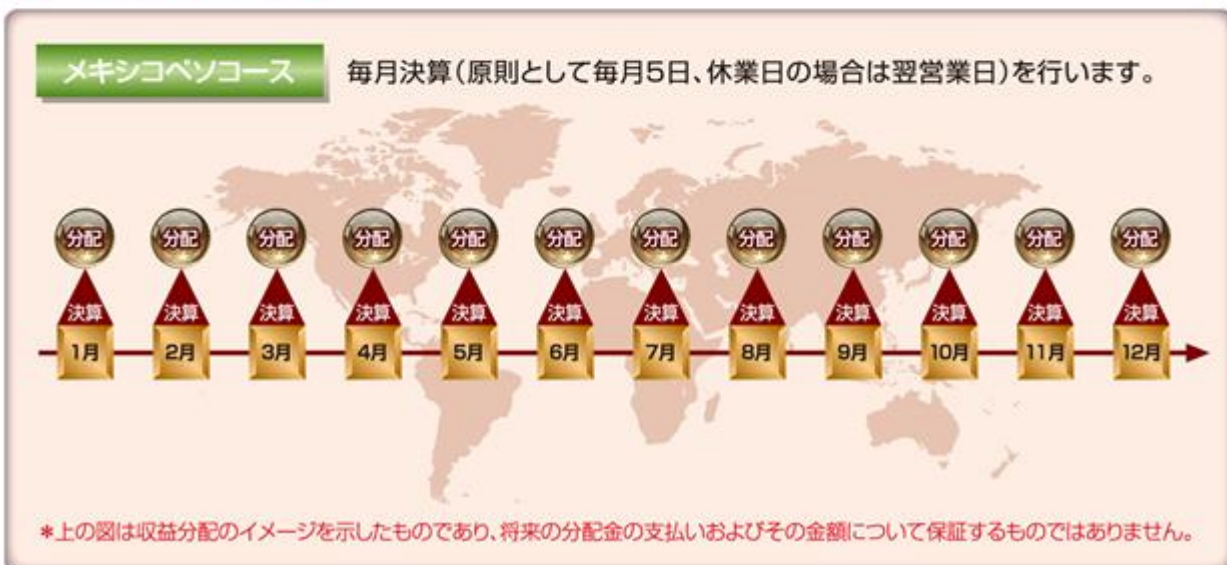 メキシコペソコース 毎月決算(原則として毎月5日、休業日の場合は翌営業日)を行います。
分配 分配 分配 分配 分配 分配 分配 分配 分配 分配 分配 分配
決算 決算 決算 決算 決算 決算 決算 決算 決算 決算 決算 決算
1月 2月 3月 4月 5月 6月 7月 8月 9月 10月 11月 12月
*上の図は収益分配のイメージを示したものであり、将来の分配金の支払いおよびその金額について保証するものではありません。